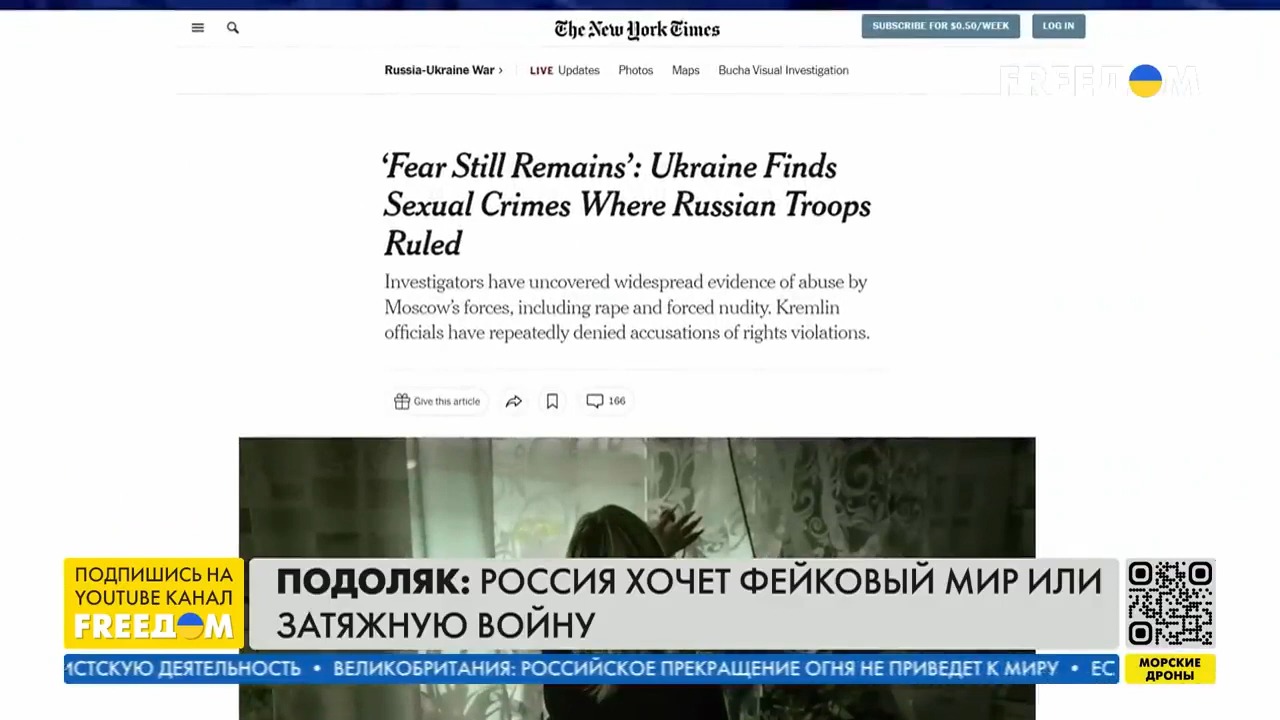 The New York Times
SUBSCRIBE FOR $0.50/WEEK
LOG IN
Russia-Ukraine War ›
LIVE Updates
Photos
Maps
Bucha Visual Investigation
FREEДOM
‘Fear Still Remains’: Ukraine Finds
Sexual Crimes Where Russian Troops
Ruled
Investigators have uncovered widespread evidence of abuse by
Moscow’s forces, including rape and forced nudity. Kremlin
officials have repeatedly denied accusations of rights violations.
Give this article
166
ПОДПИШИСЬ НА
YOUTUBE КАНАЛ
FREEДOM
ПОДОЛЯК: РОССИЯ ХОЧЕТ ФЕЙКОВЫЙ МИР ИЛИ
ЗАТЯЖНУЮ ВОЙНУ
ИСТСКУЮ ДЕЯТЕЛЬНОСТЬ • ВЕЛИКОБРИТАНИЯ: РОССИЙСКОЕ ПРЕКРАЩЕНИЕ ОГНЯ НЕ ПРИВЕДЕТ К МИРУ • ЕС
МОРСКИЕ
ДРОНЫ